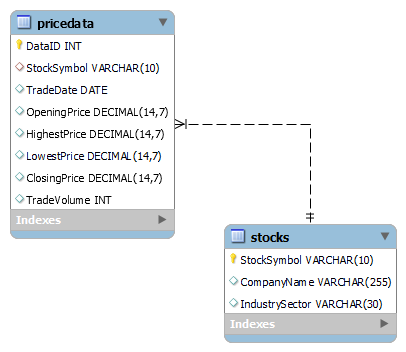 pricedata
DataID INT
StockSymbol VARCHAR(10)
TradeDate DATE
OpeningPrice DECIMAL(14,7)
HighestPrice DECIMAL(14,7)
LowestPrice DECIMAL(14,7)
ClosingPrice DECIMAL(14,7)
TradeVolume INT
Indexes
stocks
StockSymbol VARCHAR(10)
CompanyName VARCHAR(255)
IndustrySector VARCHAR(30)
Indexes